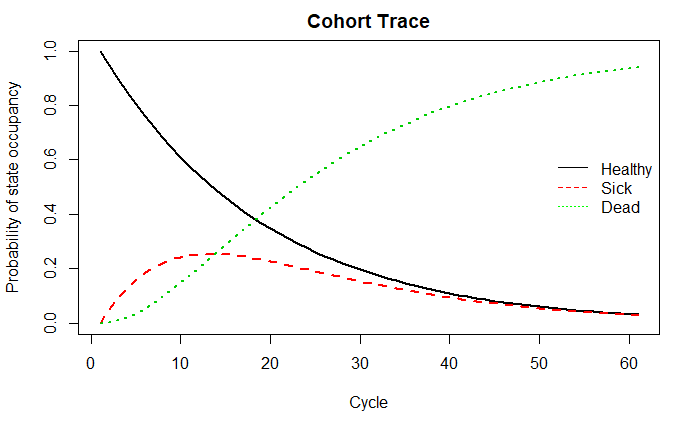 Cohort Trace
Probability of state occupancy
1.0
0.8
0.6
0.4
0.2
0.0
Healthy
Sick
Dead
0 10 20 30 40 50 60
Cycle